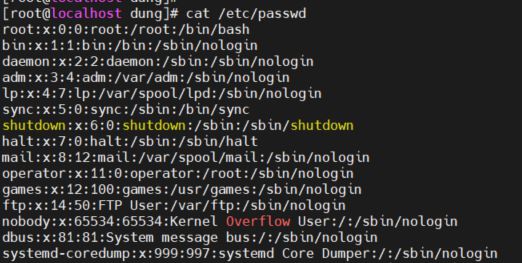 [root@localhost dung]#
[root@localhost dung]# cat /etc/passwd
root:x:0:0:root:/root:/bin/bash
bin:x:1:1:bin:/bin:/sbin/nologin
daemon:x:2:2:daemon:/sbin:/sbin/nologin
adm:x:3:4:adm:/var/adm:/sbin/nologin
lp:x:4:7:lp:/var/spool/lpd:/sbin/nologin
sync:x:5:0:sync:/sbin:/bin/sync
shutdown:x:6:0:shutdown:/sbin:/sbin/shutdown
halt:x:7:0:halt:/sbin:/sbin/halt
mail:x:8:12:mail:/var/spool/mail:/sbin/nologin
operator:x:11:0:operator:/root:/sbin/nologin
games:x:12:100:games:/usr/games:/sbin/nologin
ftp:x:14:50:FTP User:/var/ftp:/sbin/nologin
nobody:x:65534:65534:Kernel Overflow User:/:/sbin/nologin
dbus:x:81:81:System message bus:/:/sbin/nologin
systemd-coredump:x:999:997:systemd Core Dumper:/:/sbin/nologin